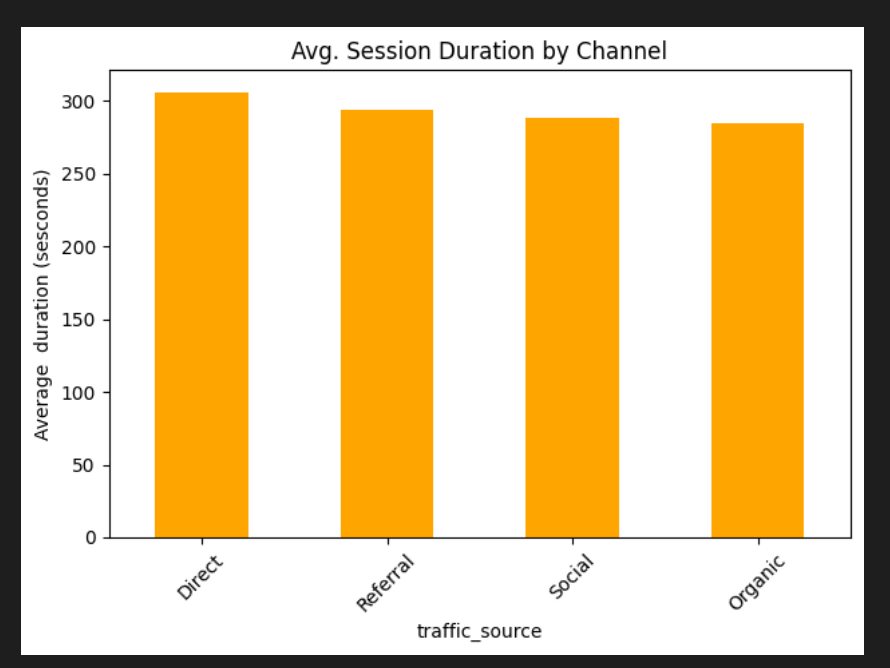 Avg. Session Duration by Channel
Average  duration (sesconds)
300
250
200
150
100
50
0
Direct
Referral
Social
Organic
traffic_source